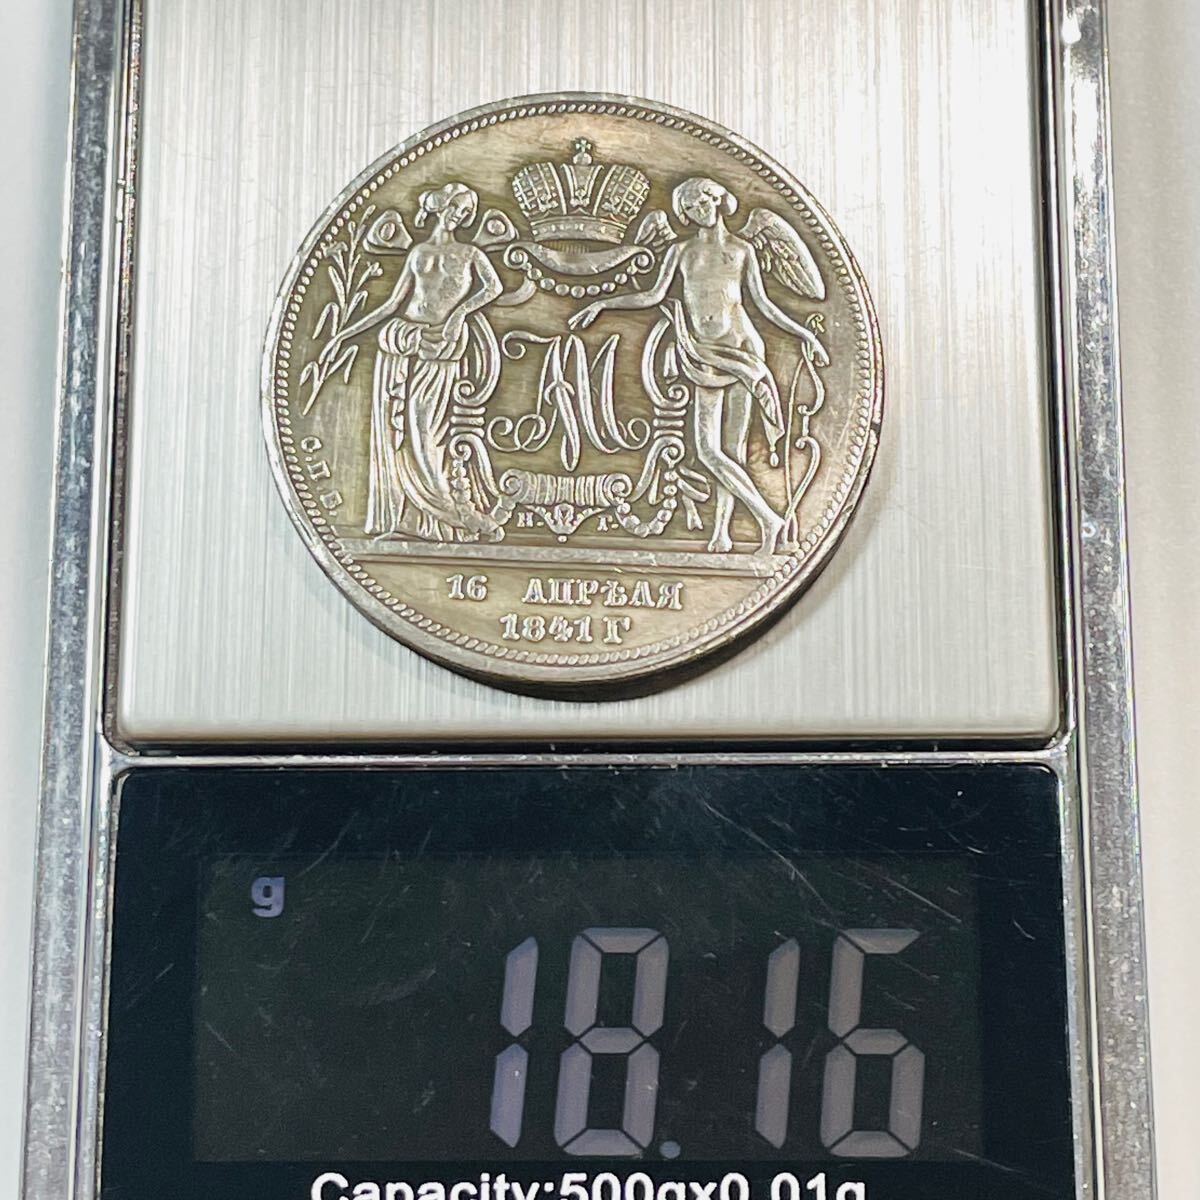 С.П.Б.
Н. Г.
16 АПРѢЛЯ
1841 Г
g
18.16
Capacity:500gx0.01g